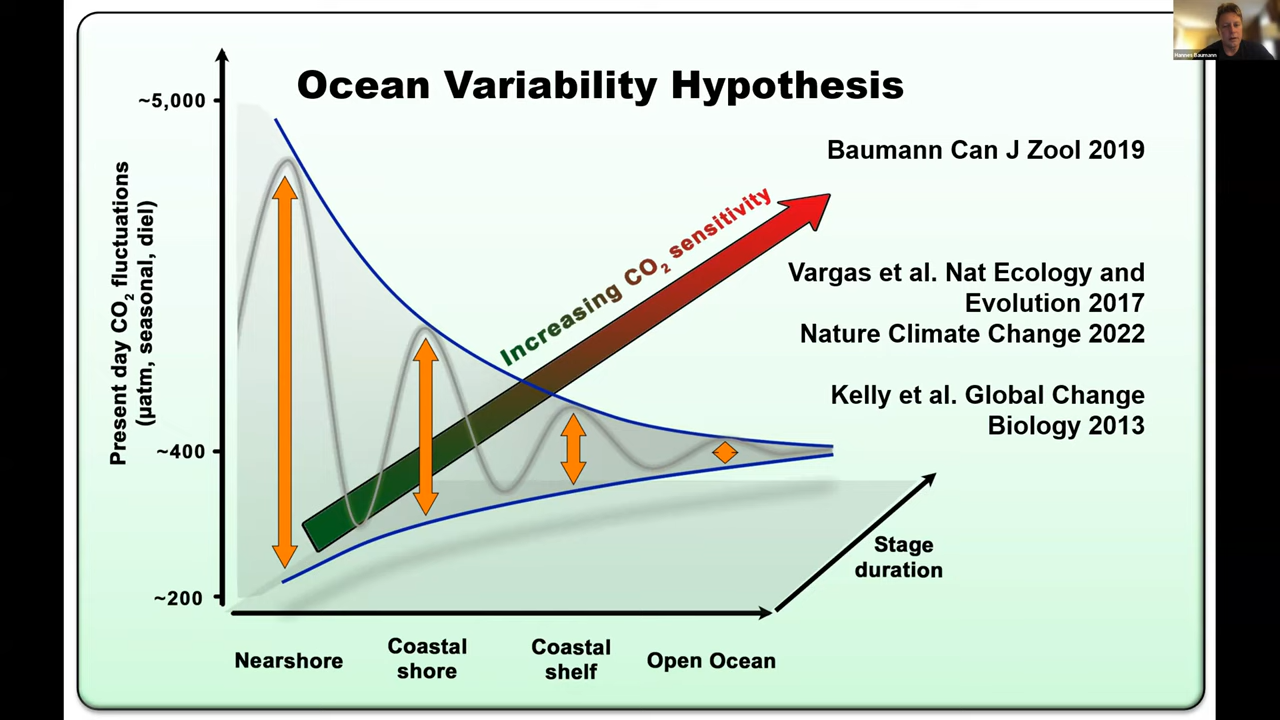 Ocean Variability Hypothesis
Hannes Baumann
Baumann Can J Zool 2019
Vargas et al. Nat Ecology and
Evolution 2017
Nature Climate Change 2022
Kelly et al. Global Change
Biology 2013
Increasing CO₂ sensitivity
Present day CO₂ fluctuations
(µatm, seasonal, diel)
~5,000
~400
~200
Stage
duration
Nearshore
Coastal
shore
Coastal
shelf
Open Ocean